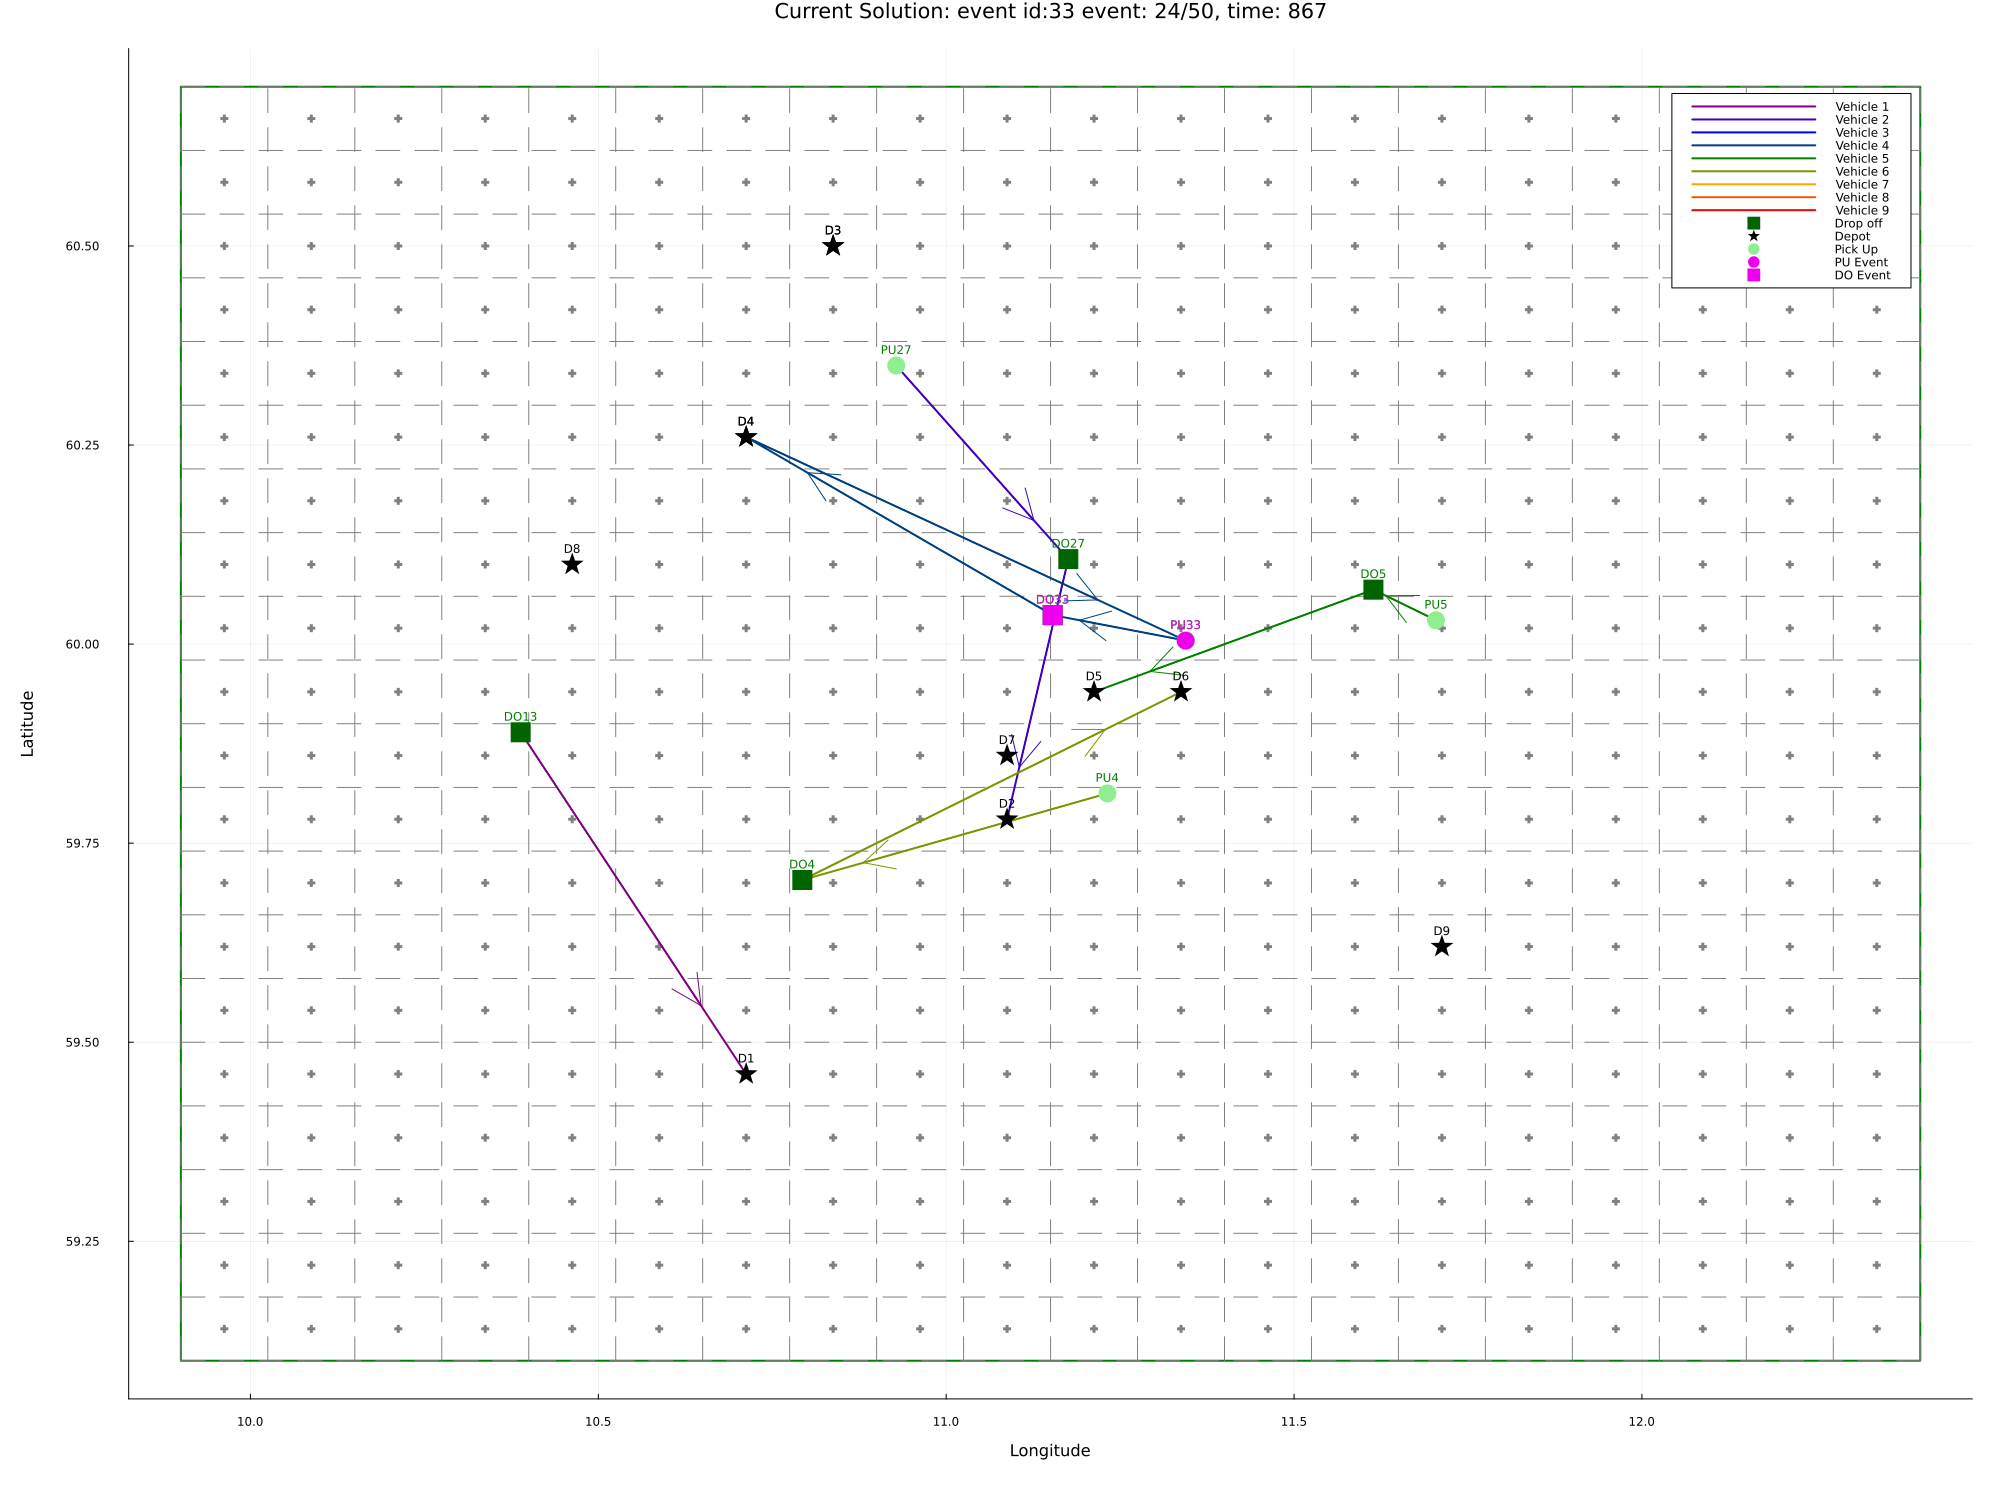 Current Solution: event id:33 event: 24/50, time: 867
Vehicle 1
Vehicle 2
Vehicle 3
Vehicle 4
Vehicle 5
Vehicle 6
Vehicle 7
Vehicle 8
Vehicle 9
Drop off
Depot
Pick Up
PU Event
DO Event
D3
60.50
PU27
D4
60.25
DO27
D8
DO5
DO33
PU5
PU33
60.00
D5
D6
DO13
D7
Latitude
PU4
D2
59.75
DO4
D9
59.50
D1
59.25
10.0
10.5
11.0
11.5
12.0
Longitude